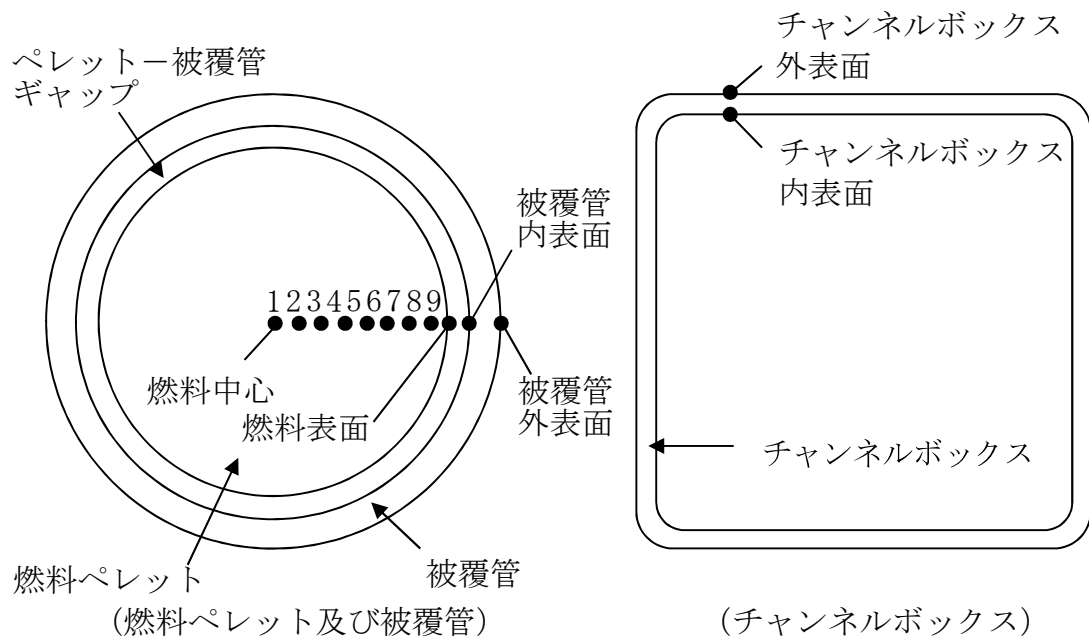 ペレット－被覆管
ギャップ
123456789
被覆管
内表面
燃料中心
燃料表面
被覆管
外表面
燃料ペレット
被覆管
(燃料ペレット及び被覆管)
チャンネルボックス
外表面
チャンネルボックス
内表面
チャンネルボックス
(チャンネルボックス)